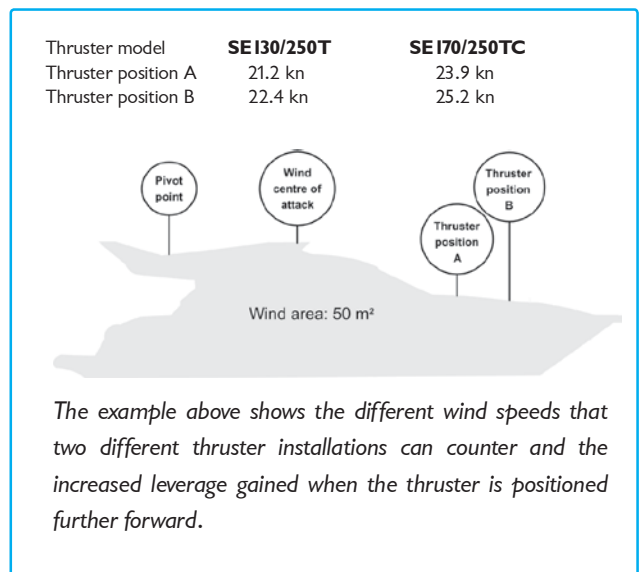 Thruster model SE130/250T SE170/250TC
Thruster position A 21.2 kn 23.9 kn
Thruster position B 22.4 kn 25.2 kn
Pivot
point
Wind
centre of
attack
Thruster
position
B
Thruster
position
A
Wind area: 50 m²
The example above shows the different wind speeds that
two different thruster installations can counter and the
increased leverage gained when the thruster is positioned
further forward.